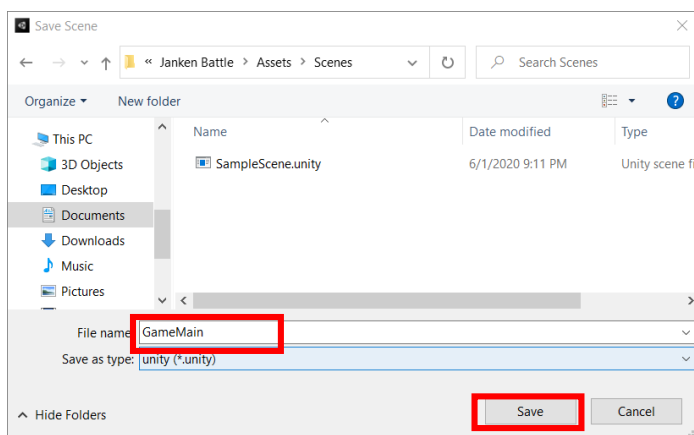 Save Scene
« Janken Battle > Assets > Scenes
Search Scenes
Organize
New folder
Name
Date modified
Type
This PC
3D Objects
Desktop
Documents
Downloads
Music
Pictures
SampleScene.unity
6/1/2020 9:11 PM
Unity scene fi
File name:
GameMain
Save as type:
unity (*.unity)
Hide Folders
Save
Cancel